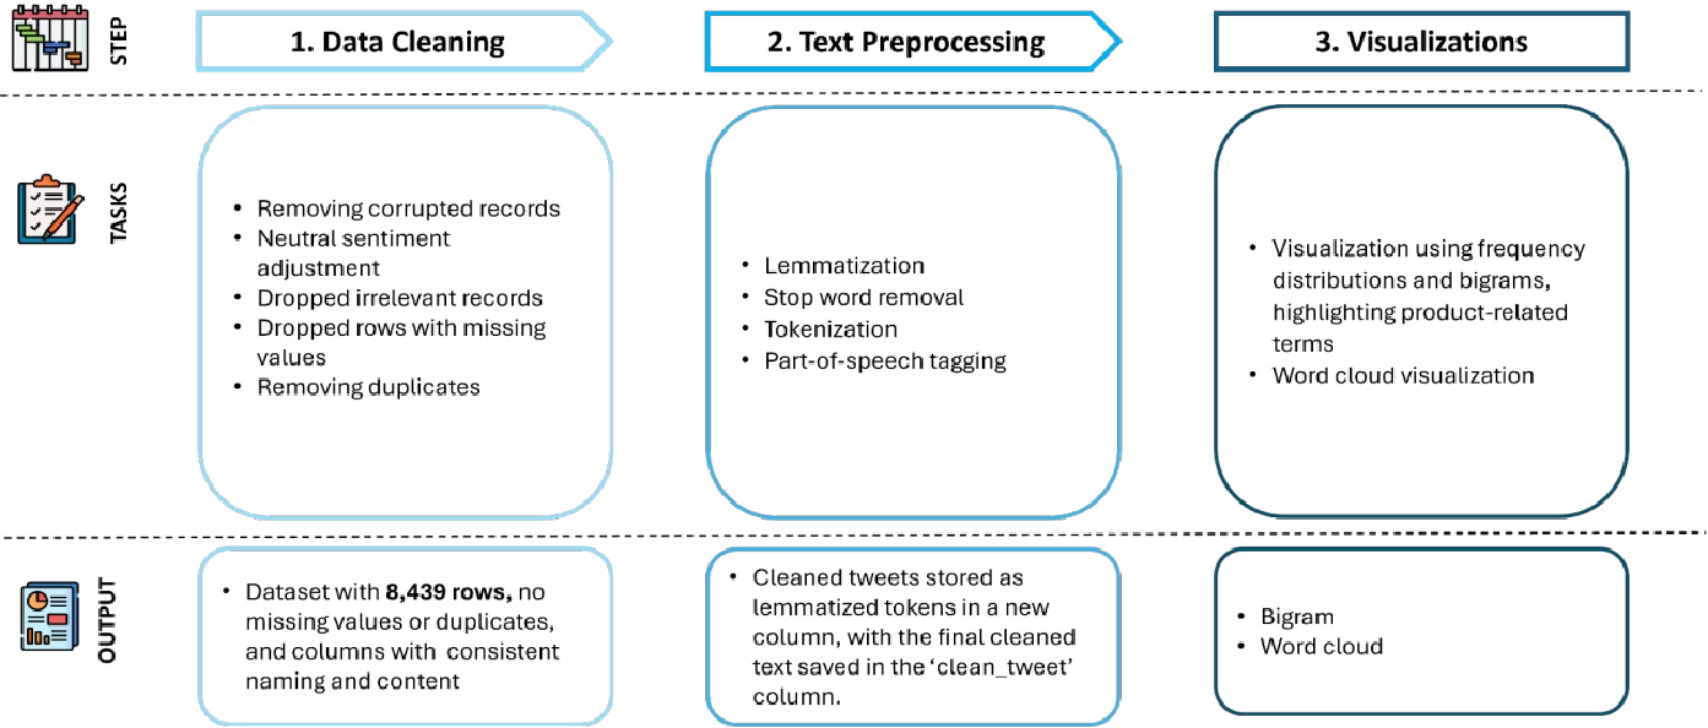 STEP
1. Data Cleaning
2. Text Preprocessing
3. Visualizations
TASKS
• Removing corrupted records
• Neutral sentiment
adjustment
• Dropped irrelevant records
• Dropped rows with missing
values
• Removing duplicates
• Lemmatization
• Stop word removal
• Tokenization
• Part-of-speech tagging
• Visualization using frequency
distributions and bigrams,
highlighting product-related
terms
• Word cloud visualization
OUTPUT
• Dataset with 8,439 rows, no
missing values or duplicates,
and columns with consistent
naming and content
• Cleaned tweets stored as
lemmatized tokens in a new
column, with the final cleaned
text saved in the ‘clean_tweet’
column.
• Bigram
• Word cloud